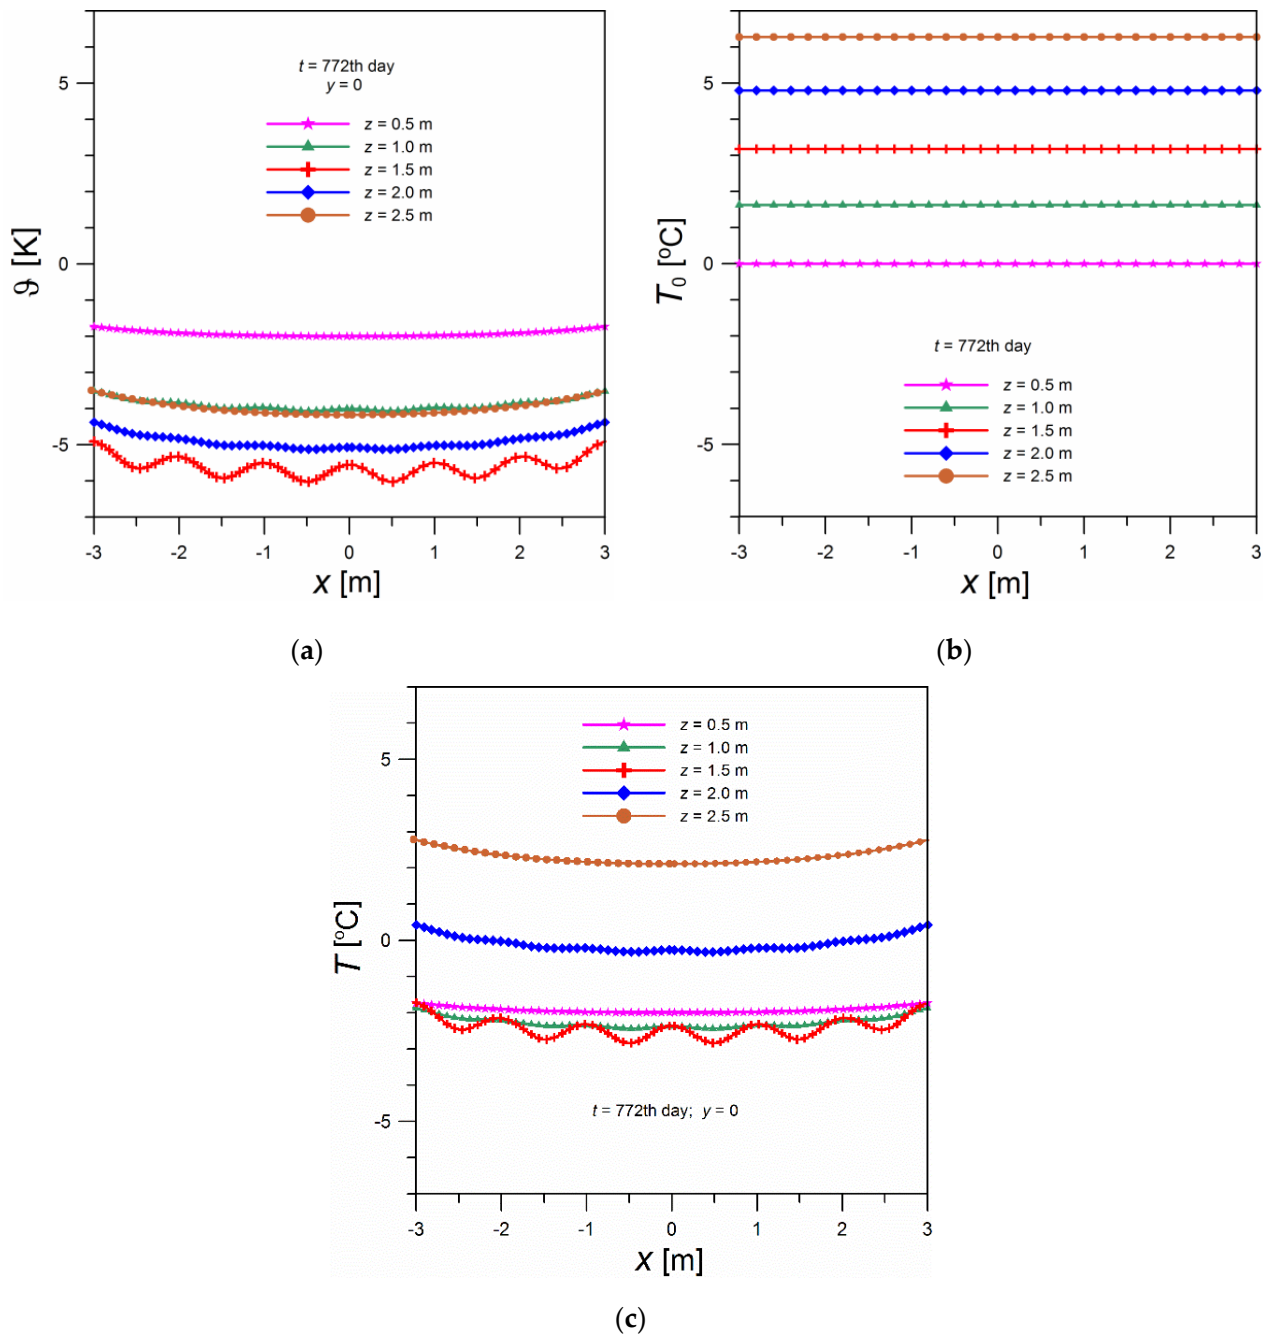 t = 772th day
y = 0
z = 0.5 m
z = 1.0 m
z = 1.5 m
z = 2.0 m
z = 2.5 m
5
0
-5
ϑ [K]
-3 -2 -1 0 1 2 3
x [m]
(a)
5
0
-5
T₀ [ºC]
t = 772th day
z = 0.5 m
z = 1.0 m
z = 1.5 m
z = 2.0 m
z = 2.5 m
-3 -2 -1 0 1 2 3
x [m]
(b)
z = 0.5 m
z = 1.0 m
z = 1.5 m
z = 2.0 m
z = 2.5 m
5
0
-5
T [ºC]
t = 772th day; y = 0
-3 -2 -1 0 1 2 3
x [m]
(c)